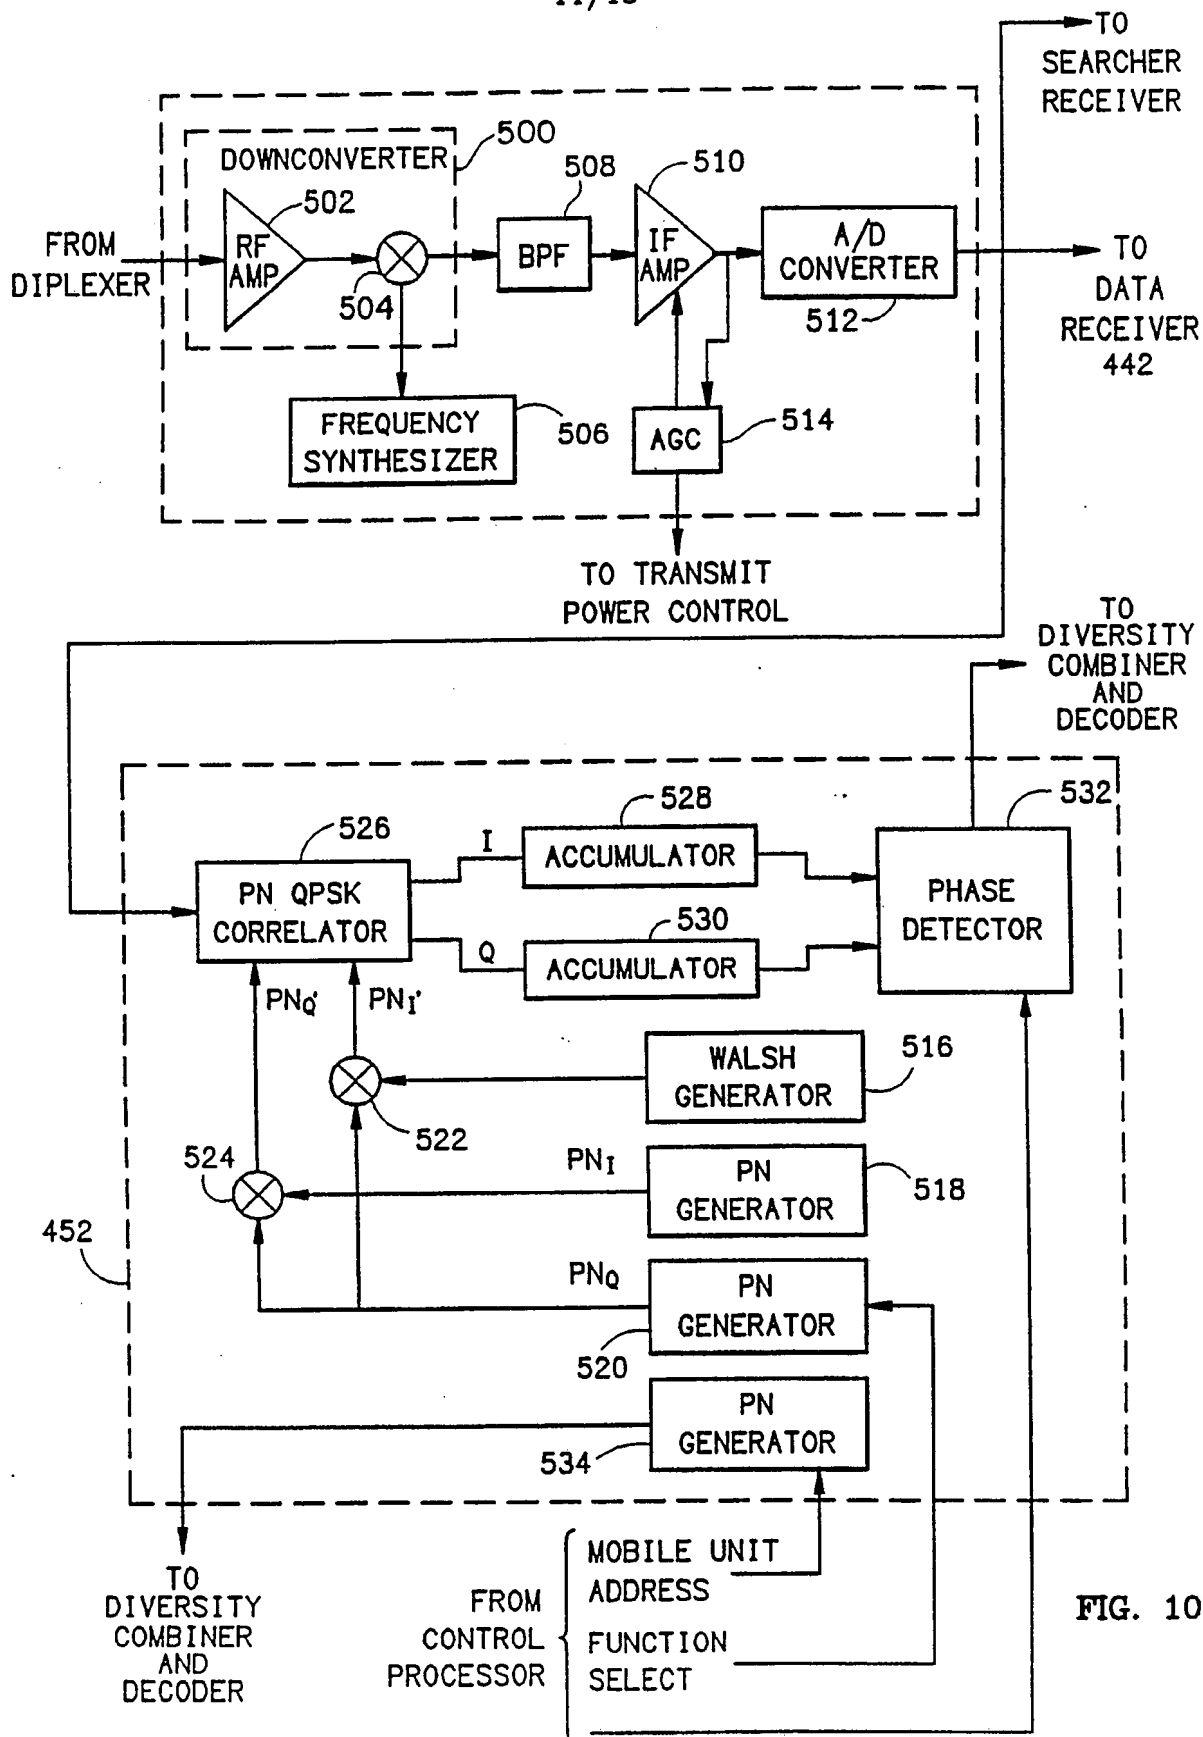 TO
SEARCHER
RECEIVER
500
DOWNCONVERTER
502
508
510
FROM
DIPLEXER
RF
AMP
504
BPF
IF
AMP
A/D
CONVERTER
512
TO
DATA
RECEIVER
442
FREQUENCY
SYNTHESIZER
506
AGC
514
TO TRANSMIT
POWER CONTROL
TO
DIVERSITY
COMBINER
AND
DECODER
526
528
532
PN QPSK
CORRELATOR
I
ACCUMULATOR
PHASE
DETECTOR
530
Q
ACCUMULATOR
PNQ'
PNI'
WALSH
GENERATOR
516
522
524
PNI
PN
GENERATOR
518
452
PNQ
PN
GENERATOR
520
PN
GENERATOR
534
TO
DIVERSITY
COMBINER
AND
DECODER
FROM
CONTROL
PROCESSOR
MOBILE UNIT
ADDRESS
FUNCTION
SELECT
FIG. 10